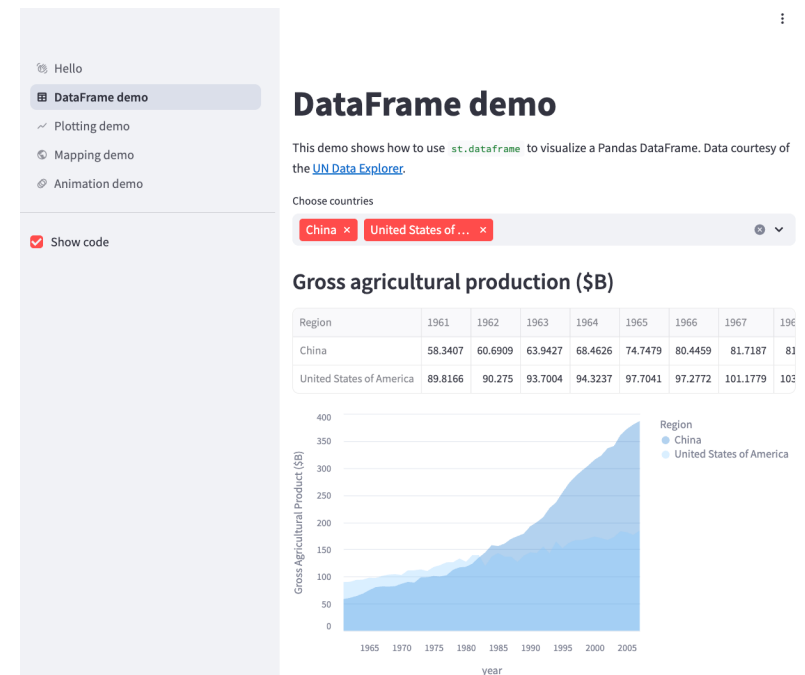 Hello
DataFrame demo
Plotting demo
Mapping demo
Animation demo
Show code
DataFrame demo
This demo shows how to use st.dataframe to visualize a Pandas DataFrame. Data courtesy of
the UN Data Explorer.
Choose countries
China × United States of ... ×
Gross agricultural production ($B)
Region 1961 1962 1963 1964 1965 1966 1967
China 58.3407 60.6909 63.9427 68.4626 74.7479 80.4459 81.7187
United States of America 89.8166 90.275 93.7004 94.3237 97.7041 97.2772 101.1779
Gross Agricultural Product ($B)
400
350
300
250
200
150
100
50
0
1965 1970 1975 1980 1985 1990 1995 2000 2005
year
Region
China
United States of America